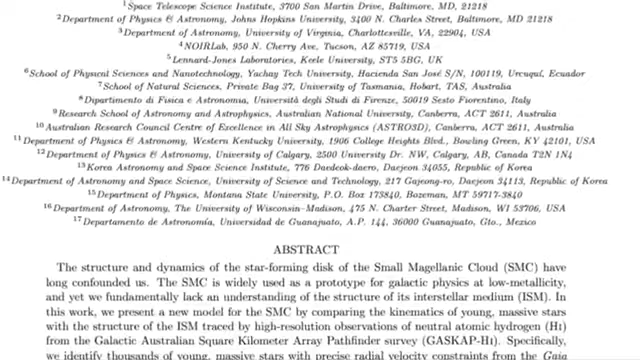 ¹Space Telescope Science Institute, 3700 San Martin Drive, Baltimore, MD, 21218
²Department of Physics & Astronomy, Johns Hopkins University, 3400 N. Charles Street, Baltimore, MD 21218
³Department of Astronomy, University of Virginia, Charlottesville, VA, 22904, USA
⁴NOIRLab, 950 N. Cherry Ave, Tucson, AZ 85719, USA
⁵Lennard-Jones Laboratories, Keele University, ST5 5BG, UK
⁶School of Physical Sciences and Nanotechnology, Yachay Tech University, Hacienda San José S/N, 100119, Urcuquí, Ecuador
⁷School of Natural Sciences, Private Bag 37, University of Tasmania, Hobart, TAS, Australia
⁸Dipartimento di Fisica e Astronomia, Università degli Studi di Firenze, 50019 Sesto Fiorentino, Italy
⁹Research School of Astronomy and Astrophysics, Australian National University, Canberra, ACT 2611, Australia
¹⁰Australian Research Council Centre of Excellence in All Sky Astrophysics (ASTRO3D), Canberra, ACT 2611, Australia
¹¹Department of Physics & Astronomy, Western Kentucky University, 1906 College Heights Blvd., Bowling Green, KY 42101, USA
¹²Department of Physics & Astronomy, University of Calgary, 2500 University Dr. NW, Calgary, AB, Canada T2N 1N4
¹³Korea Astronomy and Space Science Institute, 776 Daedeok-daero, Daejeon 34055, Republic of Korea
¹⁴Department of Astronomy and Space Science, University of Science and Technology, 217 Gajeong-ro, Daejeon 34113, Republic of Korea
¹⁵Department of Physics, Montana State University, P.O. Box 173840, Bozeman, MT 59717-3840
¹⁶Department of Astronomy, The University of Wisconsin–Madison, 475 N. Charter Street, Madison, WI 53706, USA
¹⁷Departamento de Astronomía, Universidad de Guanajuato, A.P. 144, 36000 Guanajuato, Gto., Mexico
ABSTRACT
The structure and dynamics of the star-forming disk of the Small Magellanic Cloud (SMC) have
long confounded us. The SMC is widely used as a prototype for galactic physics at low-metallicity,
and yet we fundamentally lack an understanding of the structure of its interstellar medium (ISM). In
this work, we present a new model for the SMC by comparing the kinematics of young, massive stars
with the structure of the ISM traced by high-resolution observations of neutral atomic hydrogen (HI)
from the Galactic Australian Square Kilometer Array Pathfinder survey (GASKAP-HI). Specifically,
we identify thousands of young, massive stars with precise radial velocity constraints from the Gaia